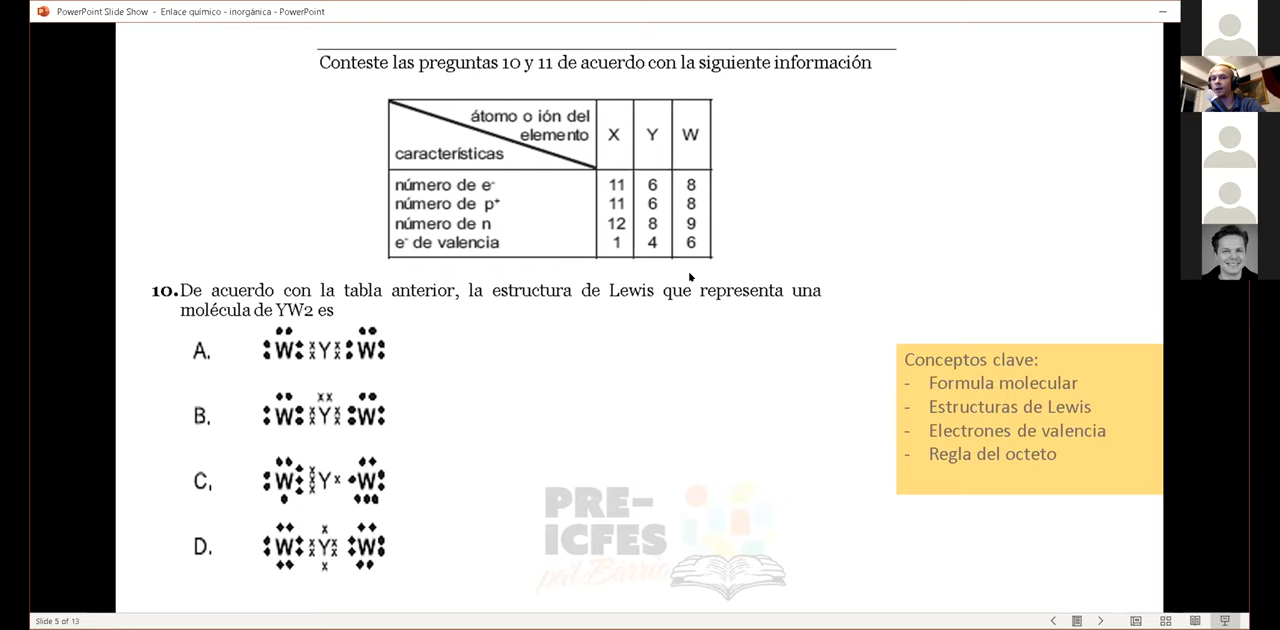 PowerPoint Slide Show - Enlace químico - inorgánica - PowerPoint
Conteste las preguntas 10 y 11 de acuerdo con la siguiente información
átomo o ión del elemento X Y W
características
número de e- 11 6 8
número de p+ 11 6 8
número de n 12 8 9
e- de valencia 1 4 6
10. De acuerdo con la tabla anterior, la estructura de Lewis que representa una
molécula de YW2 es
A. W Y W
B. W Y W
C. W Y W
D. W Y W
Conceptos clave:
- Formula molecular
- Estructuras de Lewis
- Electrones de valencia
- Regla del octeto
PRE-
ICFES
pa'l Barrio
Slide 5 of 13